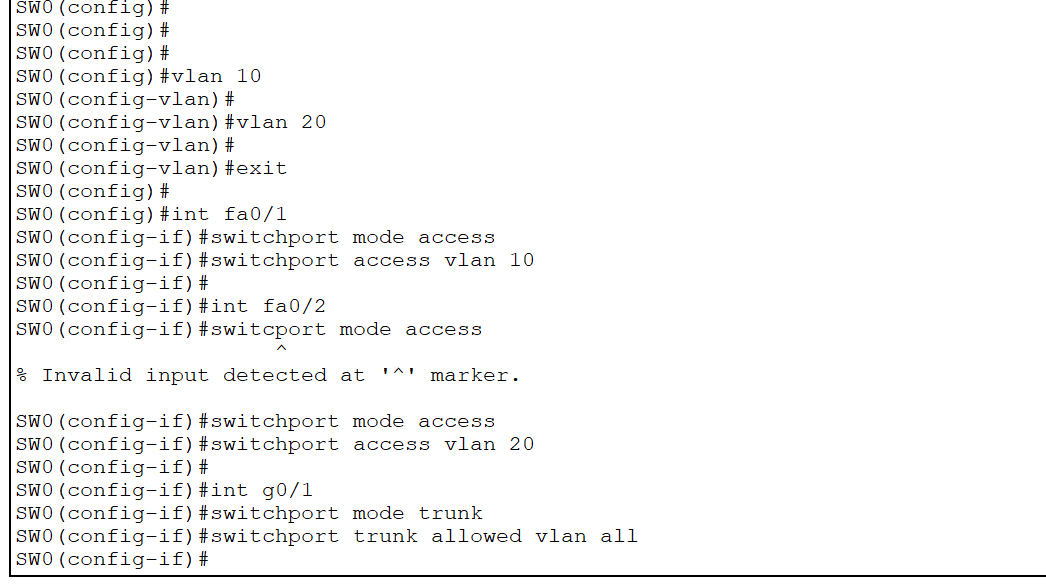 SW0(config)#
SW0(config)#
SW0(config)#
SW0(config)#vlan 10
SW0(config-vlan)#
SW0(config-vlan)#vlan 20
SW0(config-vlan)#
SW0(config-vlan)#exit
SW0(config)#
SW0(config)#int fa0/1
SW0(config-if)#switchport mode access
SW0(config-if)#switchport access vlan 10
SW0(config-if)#
SW0(config-if)#int fa0/2
SW0(config-if)#switcport mode access
^
% Invalid input detected at '^' marker.
SW0(config-if)#switchport mode access
SW0(config-if)#switchport access vlan 20
SW0(config-if)#
SW0(config-if)#int g0/1
SW0(config-if)#switchport mode trunk
SW0(config-if)#switchport trunk allowed vlan all
SW0(config-if)#